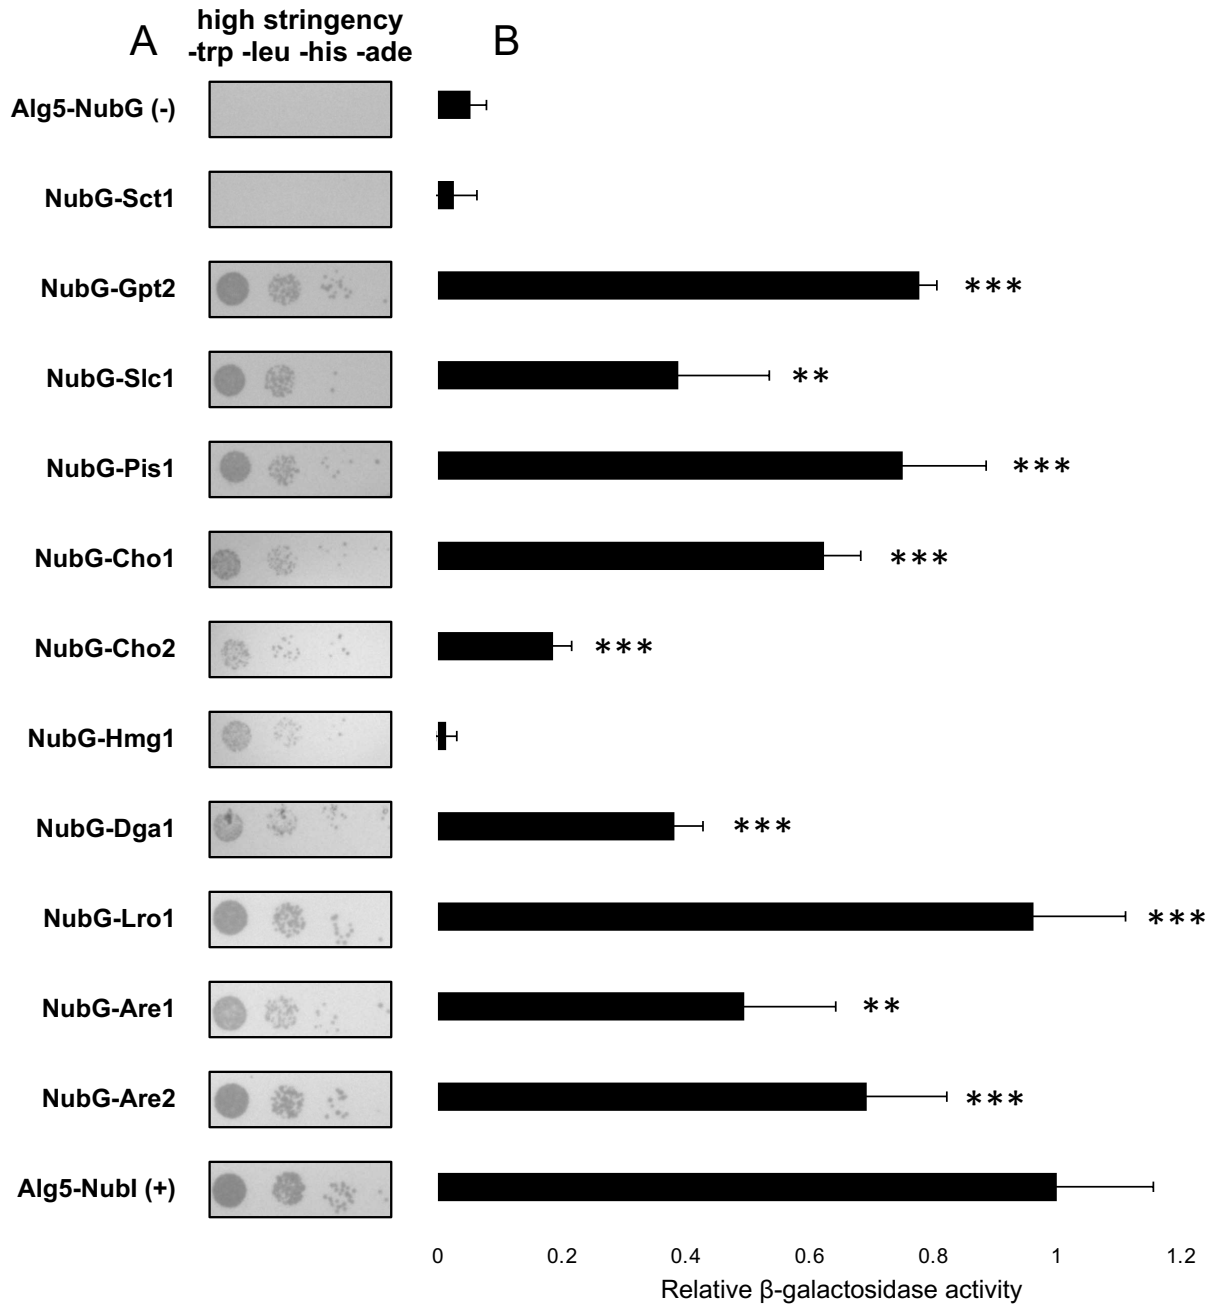 A
high stringency
-trp -leu -his -ade
B
Alg5-NubG (-)
NubG-Sct1
NubG-Gpt2
***
NubG-Slc1
**
NubG-Pis1
***
NubG-Cho1
***
NubG-Cho2
***
NubG-Hmg1
NubG-Dga1
***
NubG-Lro1
***
NubG-Are1
**
NubG-Are2
***
Alg5-NubI (+)
0 0.2 0.4 0.6 0.8 1 1.2
Relative β-galactosidase activity